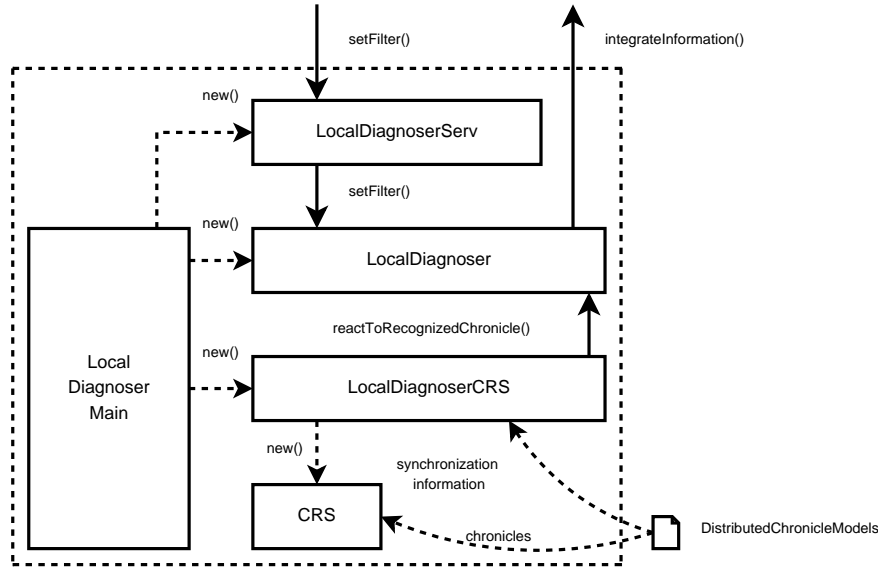 setFilter()
integrateInformation()
new()
LocalDiagnoserServ
setFilter()
new()
LocalDiagnoser
reactToRecognizedChronicle()
new()
Local
Diagnoser
Main
LocalDiagnoserCRS
new()
synchronization
information
CRS
chronicles
DistributedChronicleModels